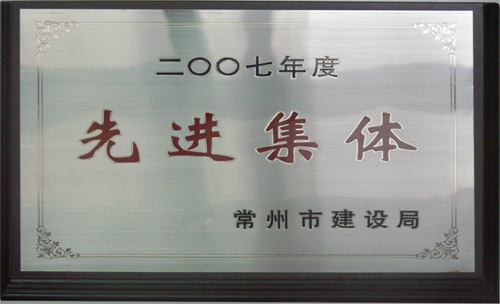 二〇〇七年度
先进集体
常州市建设局